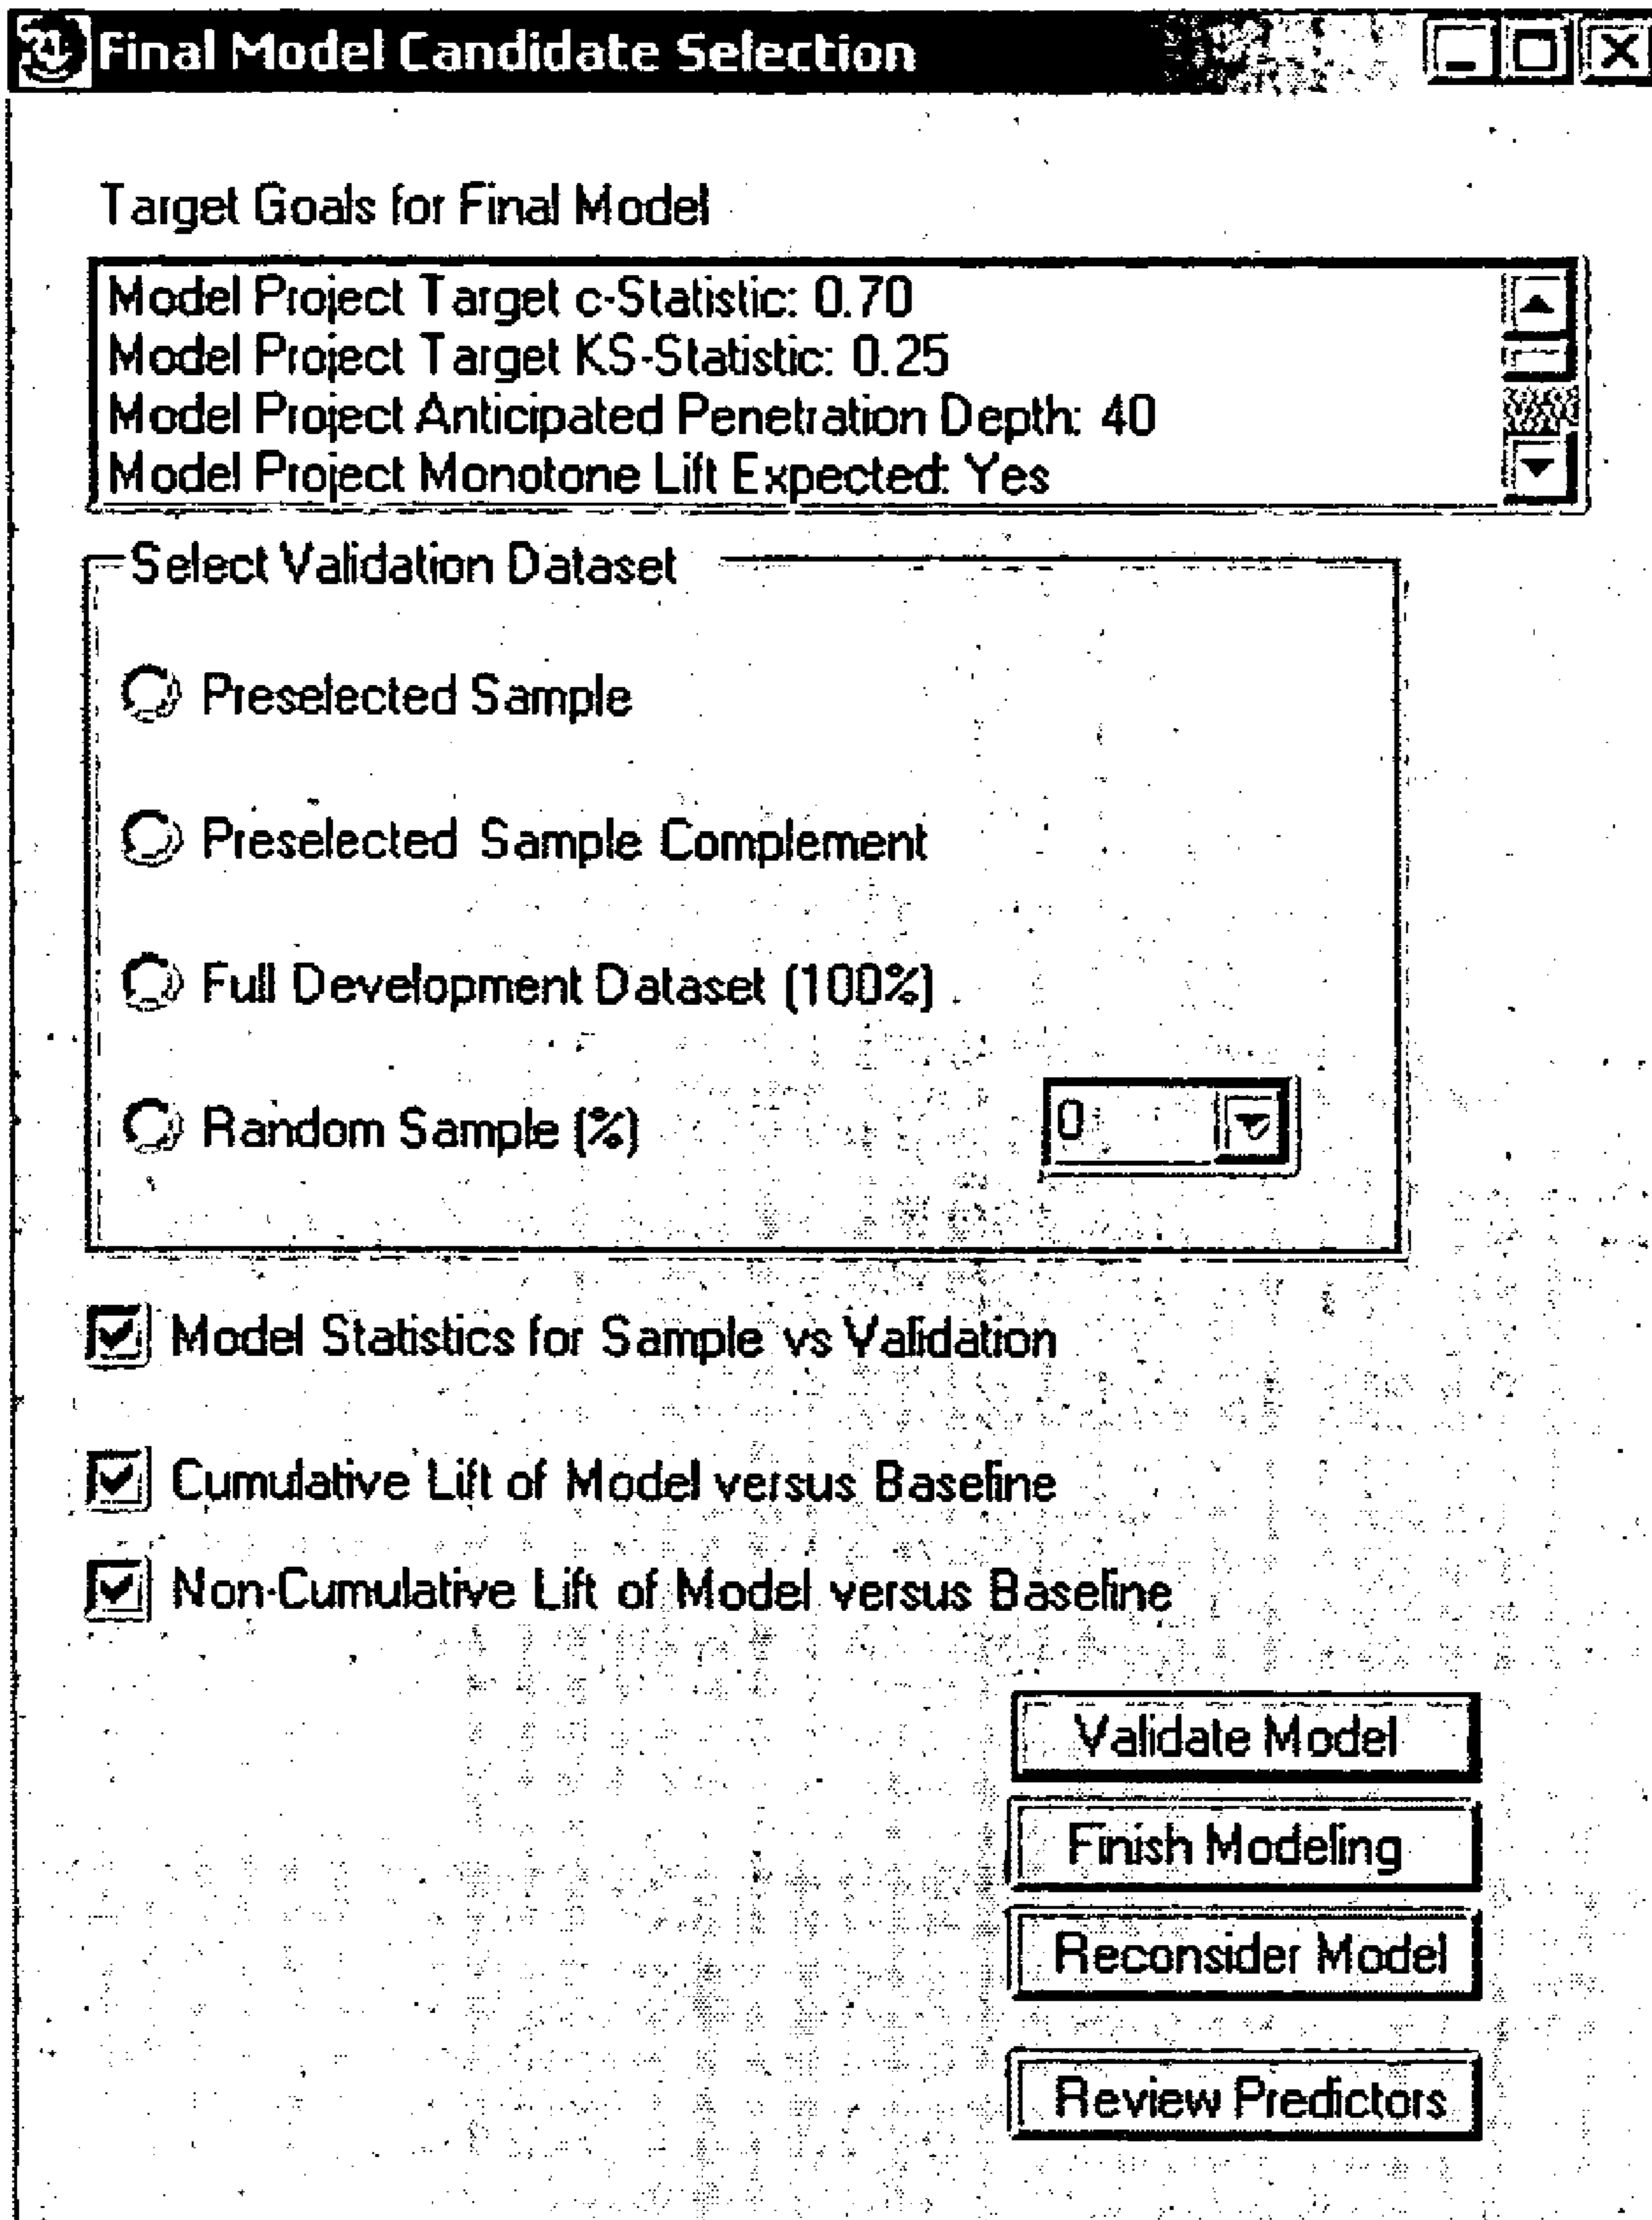 Final Model Candidate Selection
Target Goals for Final Model
Model Project Target c-Statistic: 0.70
Model Project Target KS-Statistic: 0.25
Model Project Anticipated Penetration Depth: 40
Model Project Monotone Lift Expected: Yes
Select Validation Dataset
Preselected Sample
Preselected Sample Complement
Full Development Dataset (100%)
Random Sample (%) 0
Model Statistics for Sample vs Validation
Cumulative Lift of Model versus Baseline
Non-Cumulative Lift of Model versus Baseline
Validate Model
Finish Modeling
Reconsider Model
Review Predictors